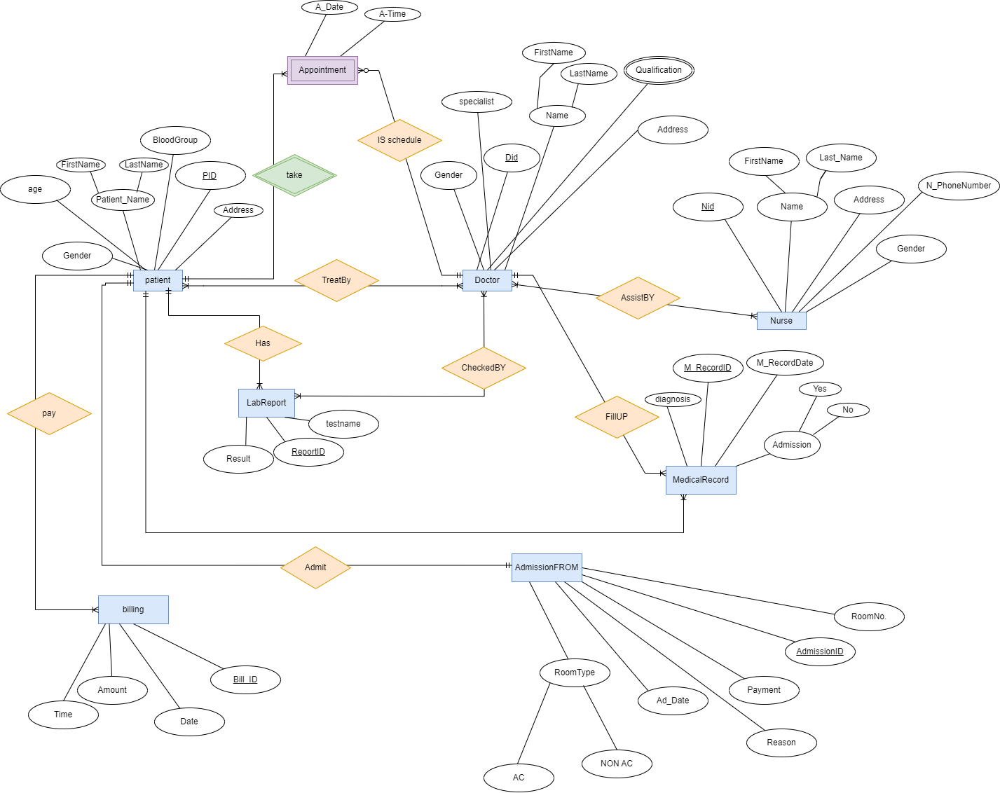 A_Date
A-Time
Appointment
FirstName
LastName
Qualification
specialist
Name
Address
IS schedule
Did
Gender
BloodGroup
FirstName
LastName
PID
take
age
Patient_Name
Address
Gender
patient
TreatBy
Doctor
FirstName
Last_Name
Nid
Name
Address
N_PhoneNumber
Gender
AssistBY
Nurse
Has
CheckedBY
LabReport
testname
ReportID
Result
pay
M_RecordID
M_RecordDate
diagnosis
Yes
No
Admission
FillUP
MedicalRecord
Admit
AdmissionFROM
billing
RoomNo.
AdmissionID
RoomType
Payment
Ad_Date
Reason
AC
NON AC
Bill_ID
Amount
Time
Date